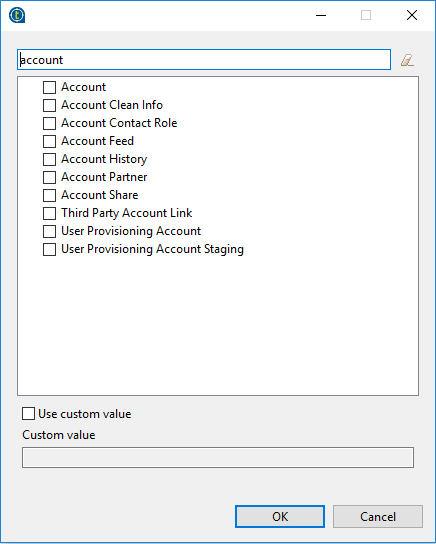 account
Account
Account Clean Info
Account Contact Role
Account Feed
Account History
Account Partner
Account Share
Third Party Account Link
User Provisioning Account
User Provisioning Account Staging
Use custom value
Custom value
OK Cancel